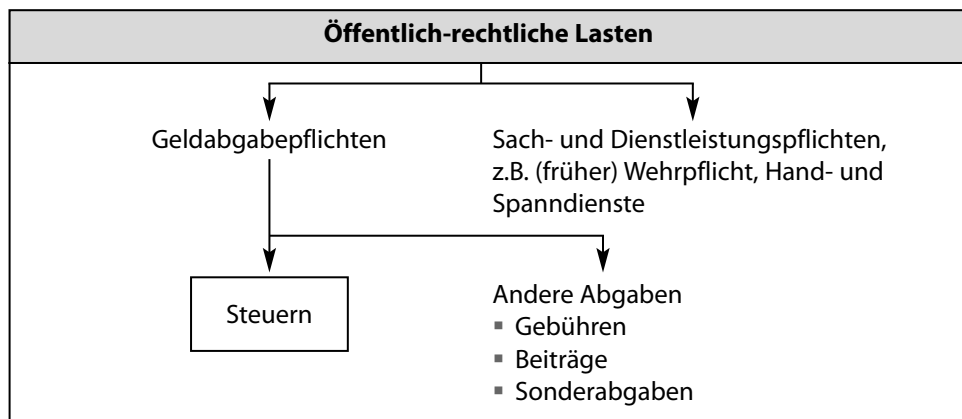 Öffentlich-rechtliche Lasten
Geldabgabepflichten
Sach- und Dienstleistungspflichten,
z.B. (früher) Wehrpflicht, Hand- und
Spanndienste
Steuern
Andere Abgaben
▪ Gebühren
▪ Beiträge
▪ Sonderabgaben